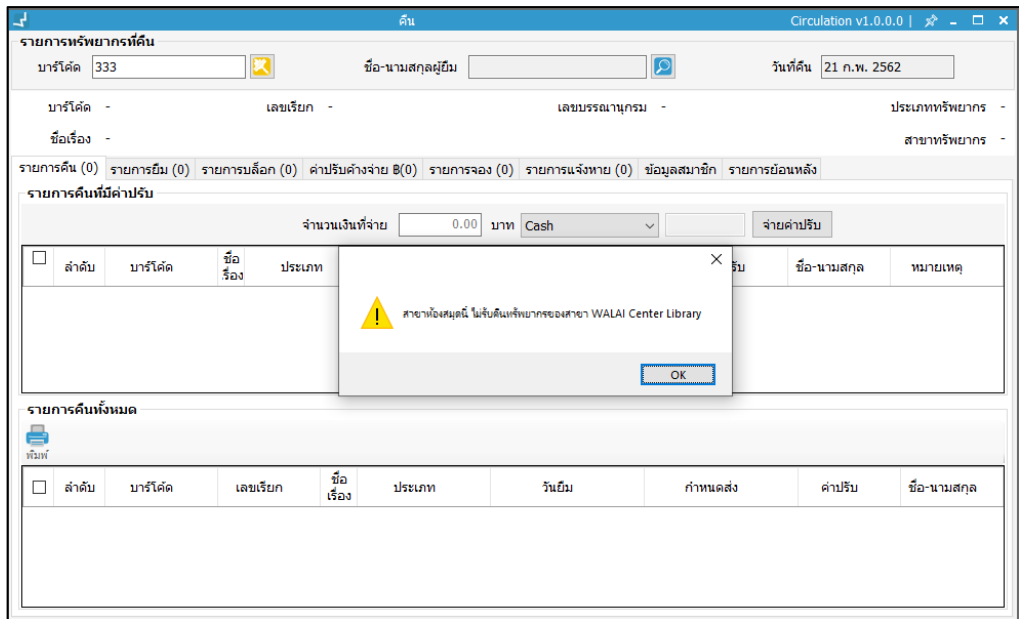 คืน
Circulation v1.0.0.0 |
รายการทรัพยากรที่คืน
บาร์โค้ด 333 ชื่อ-นามสกุลผู้ยืม วันที่คืน 21 ก.พ. 2562
บาร์โค้ด - เลขเรียก - เลขบรรณานุกรม - ประเภททรัพยากร -
ชื่อเรื่อง - สาขาทรัพยากร -
รายการคืน (0) รายการยืม (0) รายการบล็อก (0) ค่าปรับค้างจ่าย ฿(0) รายการจอง (0) รายการแจ้งหาย (0) ข้อมูลสมาชิก รายการย้อนหลัง
รายการคืนที่มีค่าปรับ
จำนวนเงินที่จ่าย 0.00 บาท Cash จ่ายค่าปรับ
ลำดับ บาร์โค้ด ชื่อ ประเภท ชื่อ-นามสกุล หมายเหตุ
สาขาห้องสมุดนี้ ไม่รับคืนทรัพยากรของสาขา WALAI Center Library
OK
รายการคืนทั้งหมด
พิมพ์
ลำดับ บาร์โค้ด เลขเรียก ชื่อเรื่อง ประเภท วันยืม กำหนดส่ง ค่าปรับ ชื่อ-นามสกุล